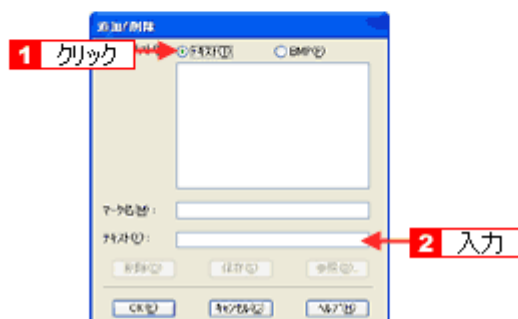 追加/削除
1 クリック
テキスト(T) BMP(P)
マーク名(M):
テキスト(T):
2 入力
削除(D) 保存(S) 参照(R)...
OK(O) キャンセル(C) ヘルプ(H)